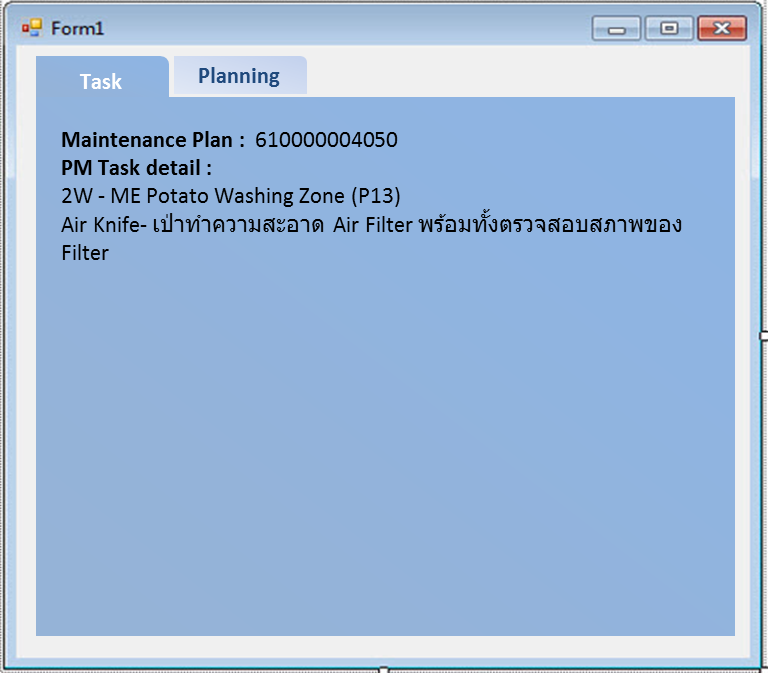 Form1
Task
Planning
Maintenance Plan : 610000004050
PM Task detail :
2W - ME Potato Washing Zone (P13)
Air Knife- เป่าทำความสะอาด Air Filter พร้อมทั้งตรวจสอบสภาพของ
Filter